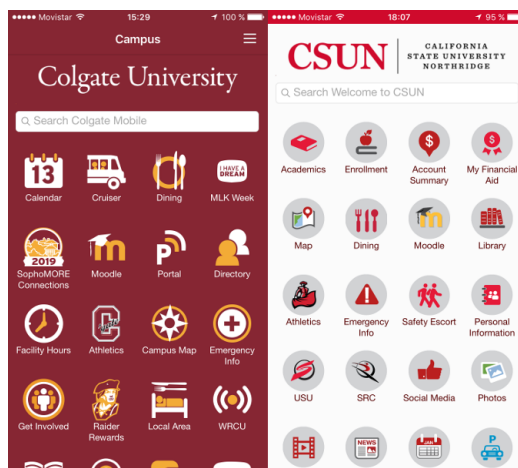 ●●●●● Movistar 15:29 100 %
Campus
Colgate University
Search Colgate Mobile
13
I HAVE A
DREAM
Calendar
Cruiser
Dining
MLK Week
2019
m
P
SophoMORE
Connections
Moodle
Portal
Directory
C
Facility Hours
Athletics
Campus Map
Emergency
Info
Get Involved
Raider
Rewards
Local Area
WRCU
●●●●● Movistar 18:07 95 %
CSUN
CALIFORNIA
STATE UNIVERSITY
NORTHRIDGE
Search Welcome to CSUN
$
$
Academics
Enrollment
Account
Summary
My Financial
Aid
m
Map
Dining
Moodle
Library
Athletics
Emergency
Info
Safety Escort
Personal
Information
USU
SRC
Social Media
Photos
NEWS
P